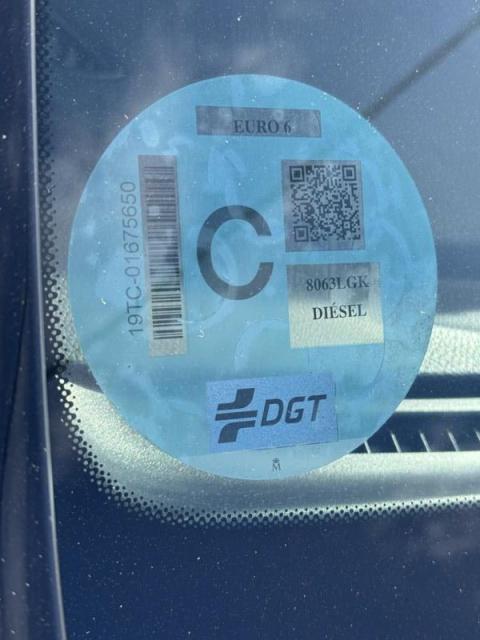 EURO 6
19TC-01675650
C
8063LGK
DIÉSEL
DGT
M